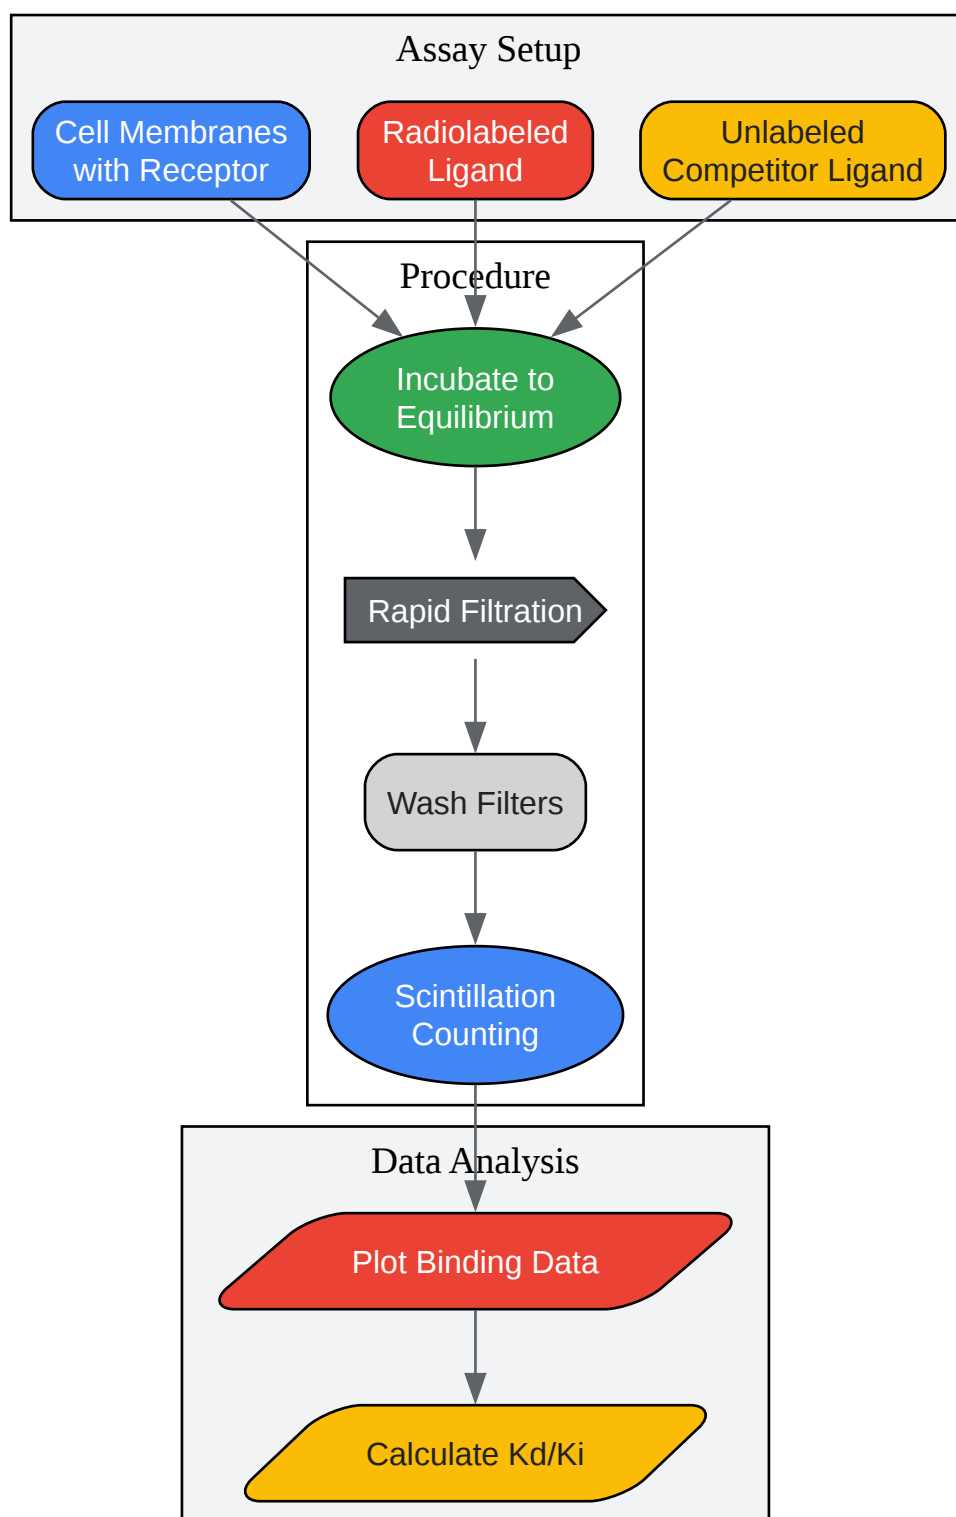 Assay Setup
Cell Membranes
with Receptor
Radiolabeled
Ligand
Unlabeled
Competitor Ligand
Procedure
Incubate to
Equilibrium
Rapid Filtration
Wash Filters
Scintillation
Counting
Data Analysis
Plot Binding Data
Calculate Kd/Ki